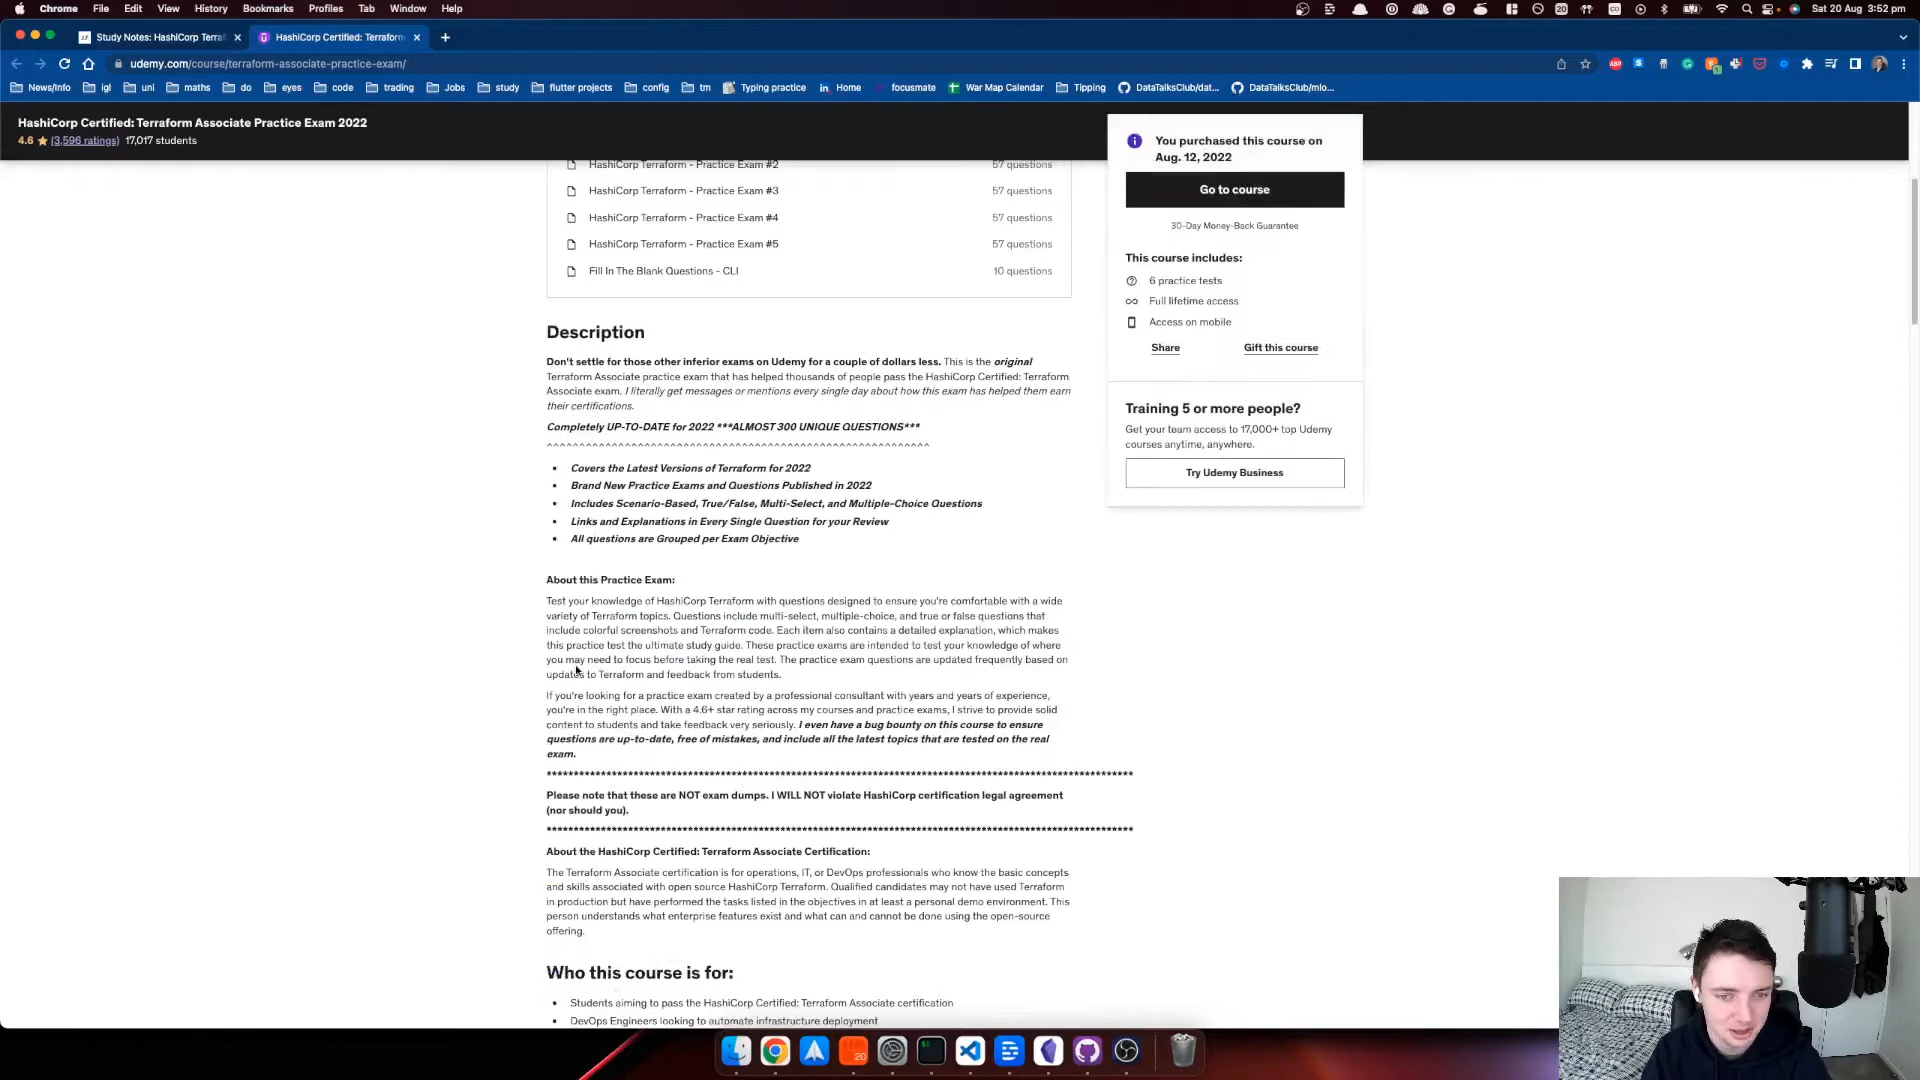 Chrome File Edit View History Bookmarks Profiles Tab Window Help
20
Sat 20 Aug 3:52 pm
Study Notes: HashiCorp Terra
HashiCorp Certified: Terraform
udemy.com/course/terraform-associate-practice-exam/
News/Info igl uni maths do eyes code trading Jobs study flutter projects config tm Typing practice Home focusmate War Map Calendar Tipping DataTalksClub/dat... DataTalksClub/mlo...
HashiCorp Certified: Terraform Associate Practice Exam 2022
4.6 (3,596 ratings) 17,017 students
HashiCorp Terraform - Practice Exam #2 57 questions
HashiCorp Terraform - Practice Exam #3 57 questions
HashiCorp Terraform - Practice Exam #4 57 questions
HashiCorp Terraform - Practice Exam #5 57 questions
Fill In The Blank Questions - CLI 10 questions
Description
Don't settle for those other inferior exams on Udemy for a couple of dollars less. This is the original
Terraform Associate practice exam that has helped thousands of people pass the HashiCorp Certified: Terraform
Associate exam. I literally get messages or mentions every single day about how this exam has helped them earn
their certifications.
Completely UP-TO-DATE for 2022 ***ALMOST 300 UNIQUE QUESTIONS***
^^^^^^^^^^^^^^^^^^^^^^^^^^^^^^^^^^^^^^^^^^^^^^^^^^^^^^^^^^^
• Covers the Latest Versions of Terraform for 2022
• Brand New Practice Exams and Questions Published in 2022
• Includes Scenario-Based, True/False, Multi-Select, and Multiple-Choice Questions
• Links and Explanations in Every Single Question for your Review
• All questions are Grouped per Exam Objective
About this Practice Exam:
Test your knowledge of HashiCorp Terraform with questions designed to ensure you're comfortable with a wide
variety of Terraform topics. Questions include multi-select, multiple-choice, and true or false questions that
include colorful screenshots and Terraform code. Each item also contains a detailed explanation, which makes
this practice test the ultimate study guide. These practice exams are intended to test your knowledge of where
you may need to focus before taking the real test. The practice exam questions are updated frequently based on
updates to Terraform and feedback from students.
If you're looking for a practice exam created by a professional consultant with years and years of experience,
you're in the right place. With a 4.6+ star rating across my courses and practice exams, I strive to provide solid
content to students and take feedback very seriously. I even have a bug bounty on this course to ensure
questions are up-to-date, free of mistakes, and include all the latest topics that are tested on the real
exam.
***********************************************************************************************************
Please note that these are NOT exam dumps. I WILL NOT violate HashiCorp certification legal agreement
(nor should you).
***********************************************************************************************************
About the HashiCorp Certified: Terraform Associate Certification:
The Terraform Associate certification is for operations, IT, or DevOps professionals who know the basic concepts
and skills associated with open source HashiCorp Terraform. Qualified candidates may not have used Terraform
in production but have performed the tasks listed in the objectives in at least a personal demo environment. This
person understands what enterprise features exist and what can and cannot be done using the open-source
offering.
Who this course is for:
• Students aiming to pass the HashiCorp Certified: Terraform Associate certification
• DevOps Engineers looking to automate infrastructure deployment
You purchased this course on
Aug. 12, 2022
Go to course
30-Day Money-Back Guarantee
This course includes:
6 practice tests
Full lifetime access
Access on mobile
Share Gift this course
Training 5 or more people?
Get your team access to 17,000+ top Udemy
courses anytime, anywhere.
Try Udemy Business
20